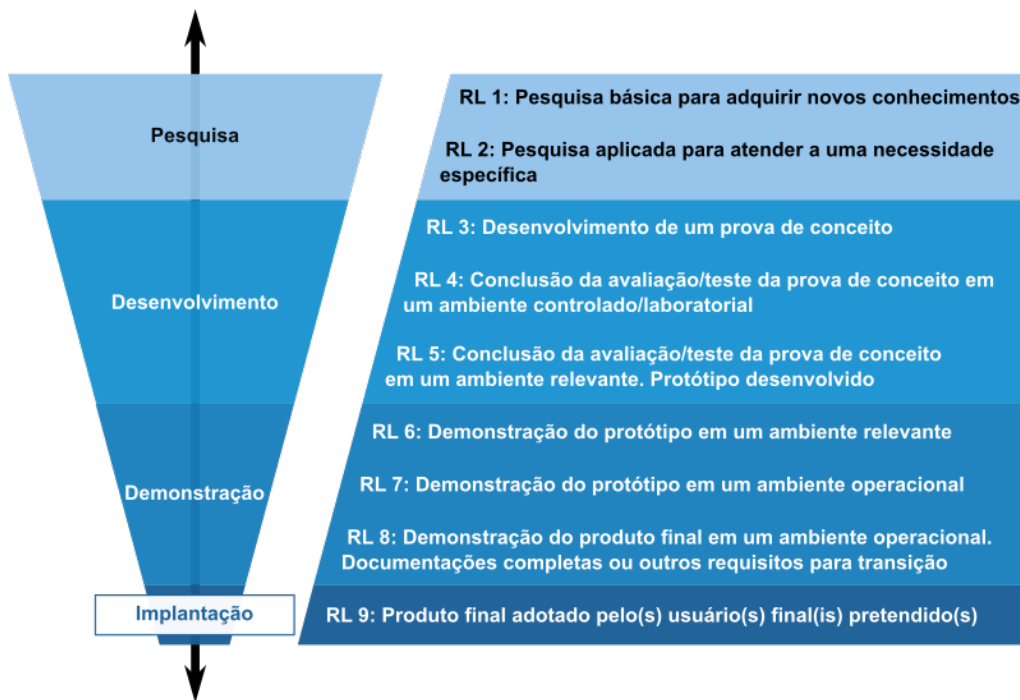 Pesquisa
RL 1: Pesquisa básica para adquirir novos conhecimentos
RL 2: Pesquisa aplicada para atender a uma necessidade
específica
Desenvolvimento
RL 3: Desenvolvimento de um prova de conceito
RL 4: Conclusão da avaliação/teste da prova de conceito em
um ambiente controlado/laboratorial
RL 5: Conclusão da avaliação/teste da prova de conceito
em um ambiente relevante. Protótipo desenvolvido
Demonstração
RL 6: Demonstração do protótipo em um ambiente relevante
RL 7: Demonstração do protótipo em um ambiente operacional
RL 8: Demonstração do produto final em um ambiente operacional.
Documentações completas ou outros requisitos para transição
Implantação
RL 9: Produto final adotado pelo(s) usuário(s) final(is) pretendido(s)